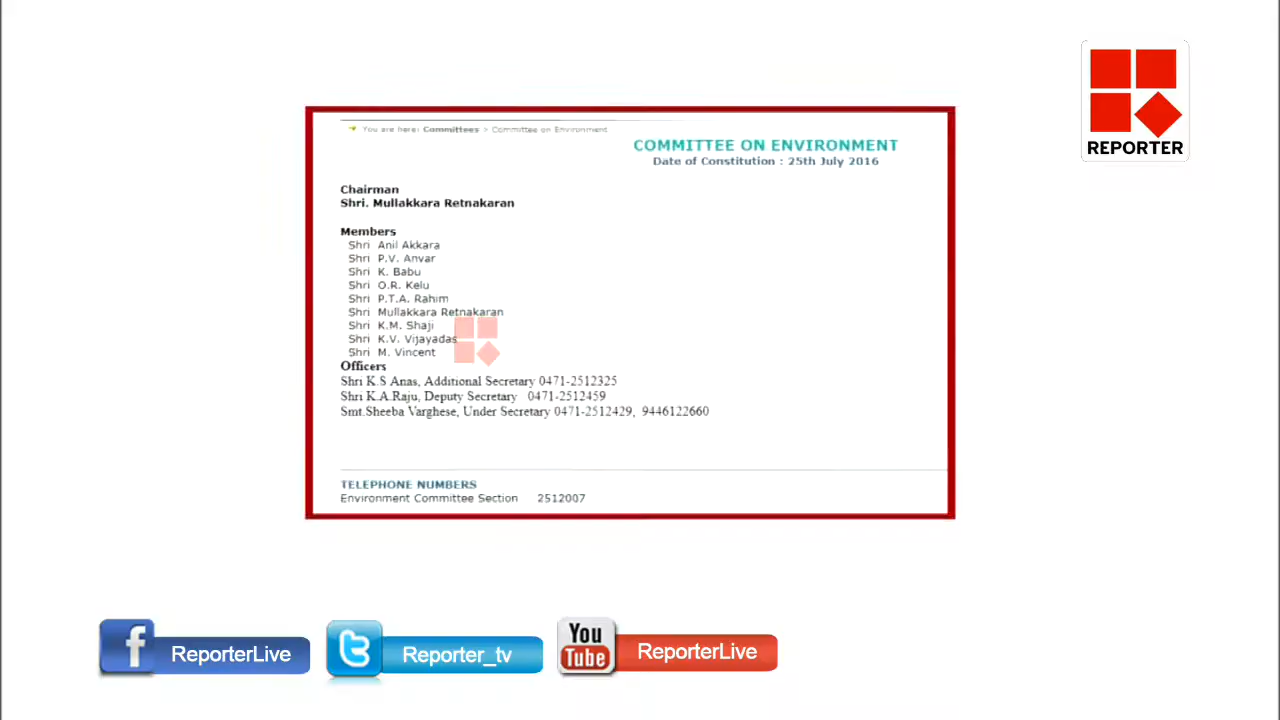 REPORTER
You are here: Committees > Committee on Environment
COMMITTEE ON ENVIRONMENT
Date of Constitution : 25th July 2016
Chairman
Shri. Mullakkara Retnakaran
Members
Shri Anil Akkara
Shri P.V. Anvar
Shri K. Babu
Shri O.R. Kelu
Shri P.T.A. Rahim
Shri Mullakkara Retnakaran
Shri K.M. Shaji
Shri K.V. Vijayadas
Shri M. Vincent
Officers
Shri K.S Anas, Additional Secretary 0471-2512325
Shri K.A.Raju, Deputy Secretary 0471-2512459
Smt.Sheeba Varghese, Under Secretary 0471-2512429, 9446122660
TELEPHONE NUMBERS
Environment Committee Section 2512007
f ReporterLive
t Reporter_tv
You Tube ReporterLive